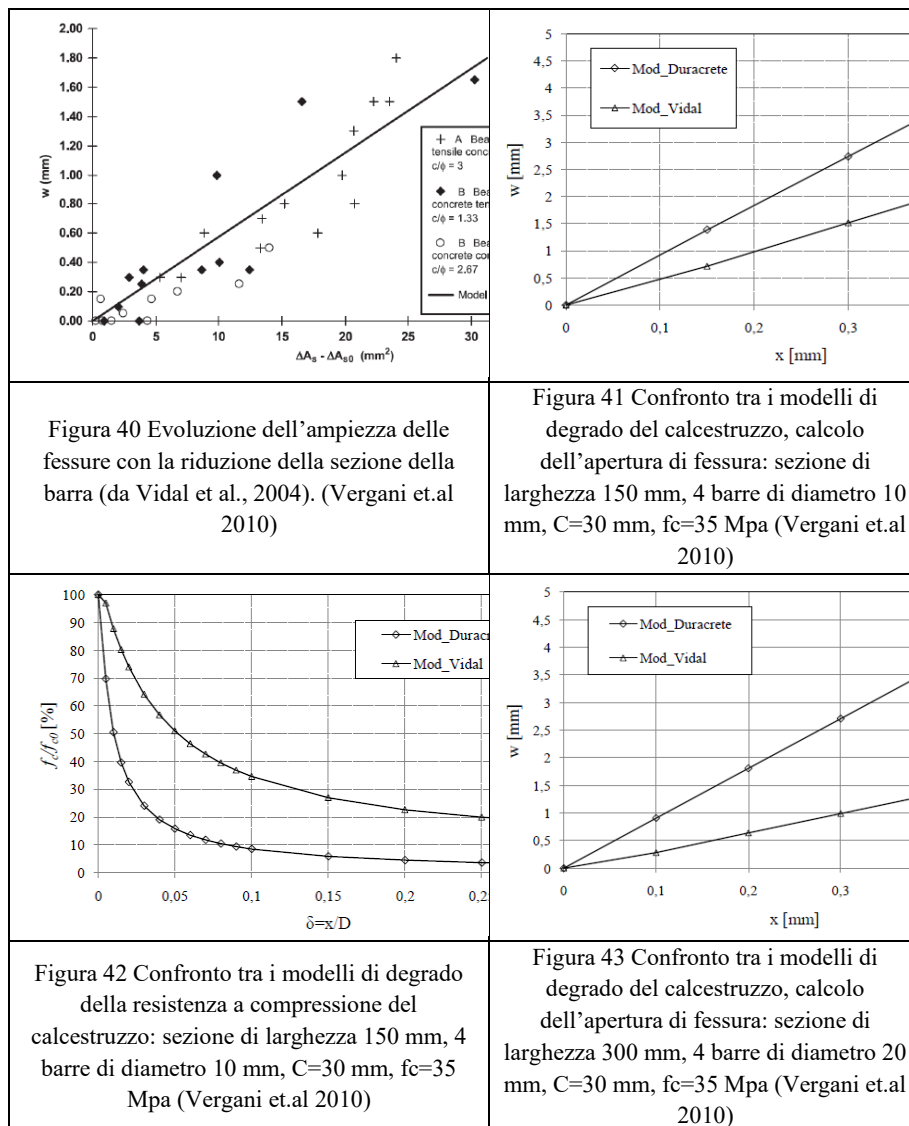 2.00
1.80
1.60
1.40
1.20
1.00
0.80
0.60
0.40
0.20
0.00
w (mm)
0 5 10 15 20 25 30
ΔAs - ΔAs0 (mm²)
A Bea
tensile conc
c/ϕ = 3
B Bea
concrete ten
c/ϕ = 1.33
B Bea
concrete co
c/ϕ = 2.67
Model
5
4,5
4
3,5
3
2,5
2
1,5
1
0,5
0
w [mm]
Mod_Duracrete
Mod_Vidal
0 0,1 0,2 0,3
x [mm]
Figura 40 Evoluzione dell’ampiezza delle
fessure con la riduzione della sezione della
barra (da Vidal et al., 2004). (Vergani et.al
2010)
Figura 41 Confronto tra i modelli di
degrado del calcestruzzo, calcolo
dell’apertura di fessura: sezione di
larghezza 150 mm, 4 barre di diametro 10
mm, C=30 mm, fc=35 Mpa (Vergani et.al
2010)
100
90
80
70
60
50
40
30
20
10
0
fc/fc0 [%]
Mod_Duracr
Mod_Vidal
0 0,05 0,1 0,15 0,2 0,2
δ=x/D
5
4,5
4
3,5
3
2,5
2
1,5
1
0,5
0
w [mm]
Mod_Duracrete
Mod_Vidal
0 0,1 0,2 0,3
x [mm]
Figura 42 Confronto tra i modelli di degrado
della resistenza a compressione del
calcestruzzo: sezione di larghezza 150 mm, 4
barre di diametro 10 mm, C=30 mm, fc=35
Mpa (Vergani et.al 2010)
Figura 43 Confronto tra i modelli di
degrado del calcestruzzo, calcolo
dell’apertura di fessura: sezione di
larghezza 300 mm, 4 barre di diametro 20
mm, C=30 mm, fc=35 Mpa (Vergani et.al
2010)